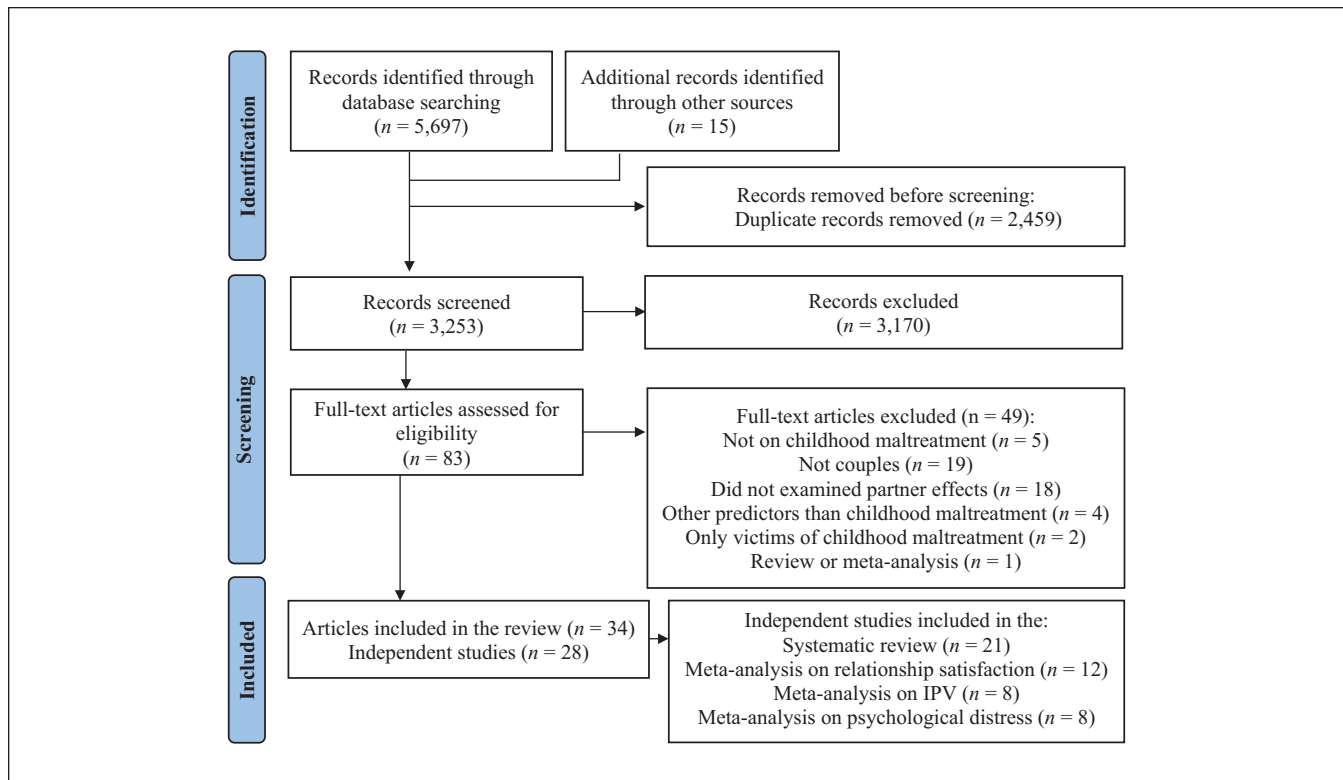 Identification
Records identified through
database searching
(n = 5,697)
Additional records identified
through other sources
(n = 15)
Records removed before screening:
Duplicate records removed (n = 2,459)
Screening
Records screened
(n = 3,253)
Records excluded
(n = 3,170)
Full-text articles assessed for
eligibility
(n = 83)
Full-text articles excluded (n = 49):
Not on childhood maltreatment (n = 5)
Not couples (n = 19)
Did not examined partner effects (n = 18)
Other predictors than childhood maltreatment (n = 4)
Only victims of childhood maltreatment (n = 2)
Review or meta-analysis (n = 1)
Included
Articles included in the review (n = 34)
Independent studies (n = 28)
Independent studies included in the:
Systematic review (n = 21)
Meta-analysis on relationship satisfaction (n = 12)
Meta-analysis on IPV (n = 8)
Meta-analysis on psychological distress (n = 8)